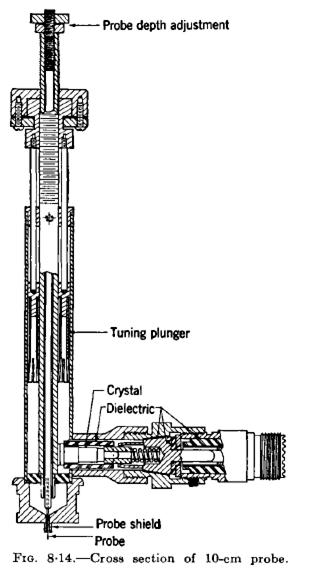 Probe depth adjustment
Tuning plunger
Crystal
Dielectric
Probe shield
Probe
FIG. 8·14.—Cross section of 10-cm probe.